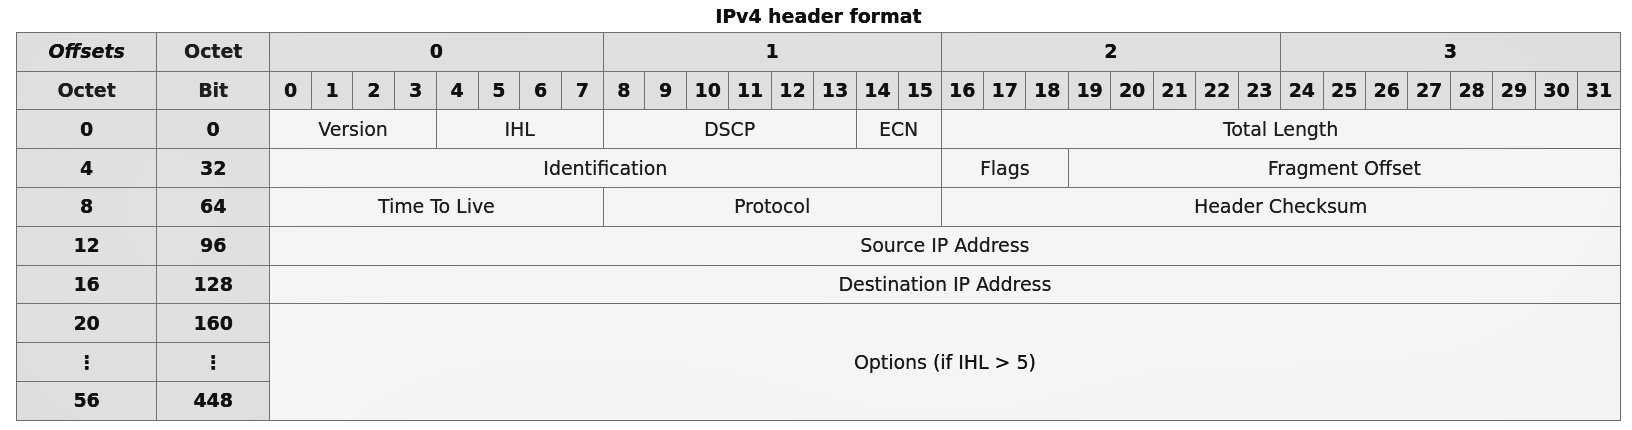 IPv4 header format
Offsets Octet 0 1 2 3
Octet Bit 0 1 2 3 4 5 6 7 8 9 10 11 12 13 14 15 16 17 18 19 20 21 22 23 24 25 26 27 28 29 30 31
0 0 Version IHL DSCP ECN Total Length
4 32 Identification Flags Fragment Offset
8 64 Time To Live Protocol Header Checksum
12 96 Source IP Address
16 128 Destination IP Address
20 160
⋮ ⋮ Options (if IHL > 5)
56 448